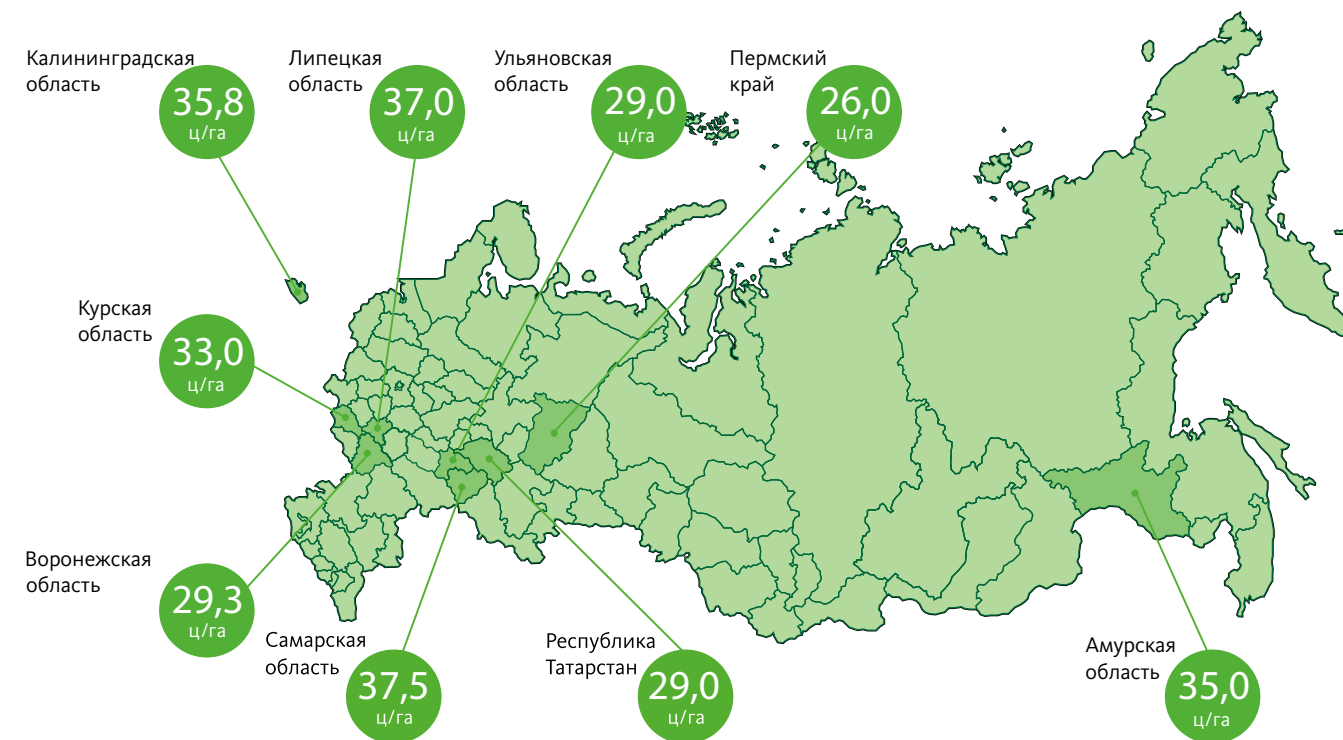 Калининградская
область
35,8
ц/га
Липецкая
область
37,0
ц/га
Ульяновская
область
29,0
ц/га
Пермский
край
26,0
ц/га
Курская
область
33,0
ц/га
Воронежская
область
29,3
ц/га
Самарская
область
37,5
ц/га
Республика
Татарстан
29,0
ц/га
Амурская
область
35,0
ц/га